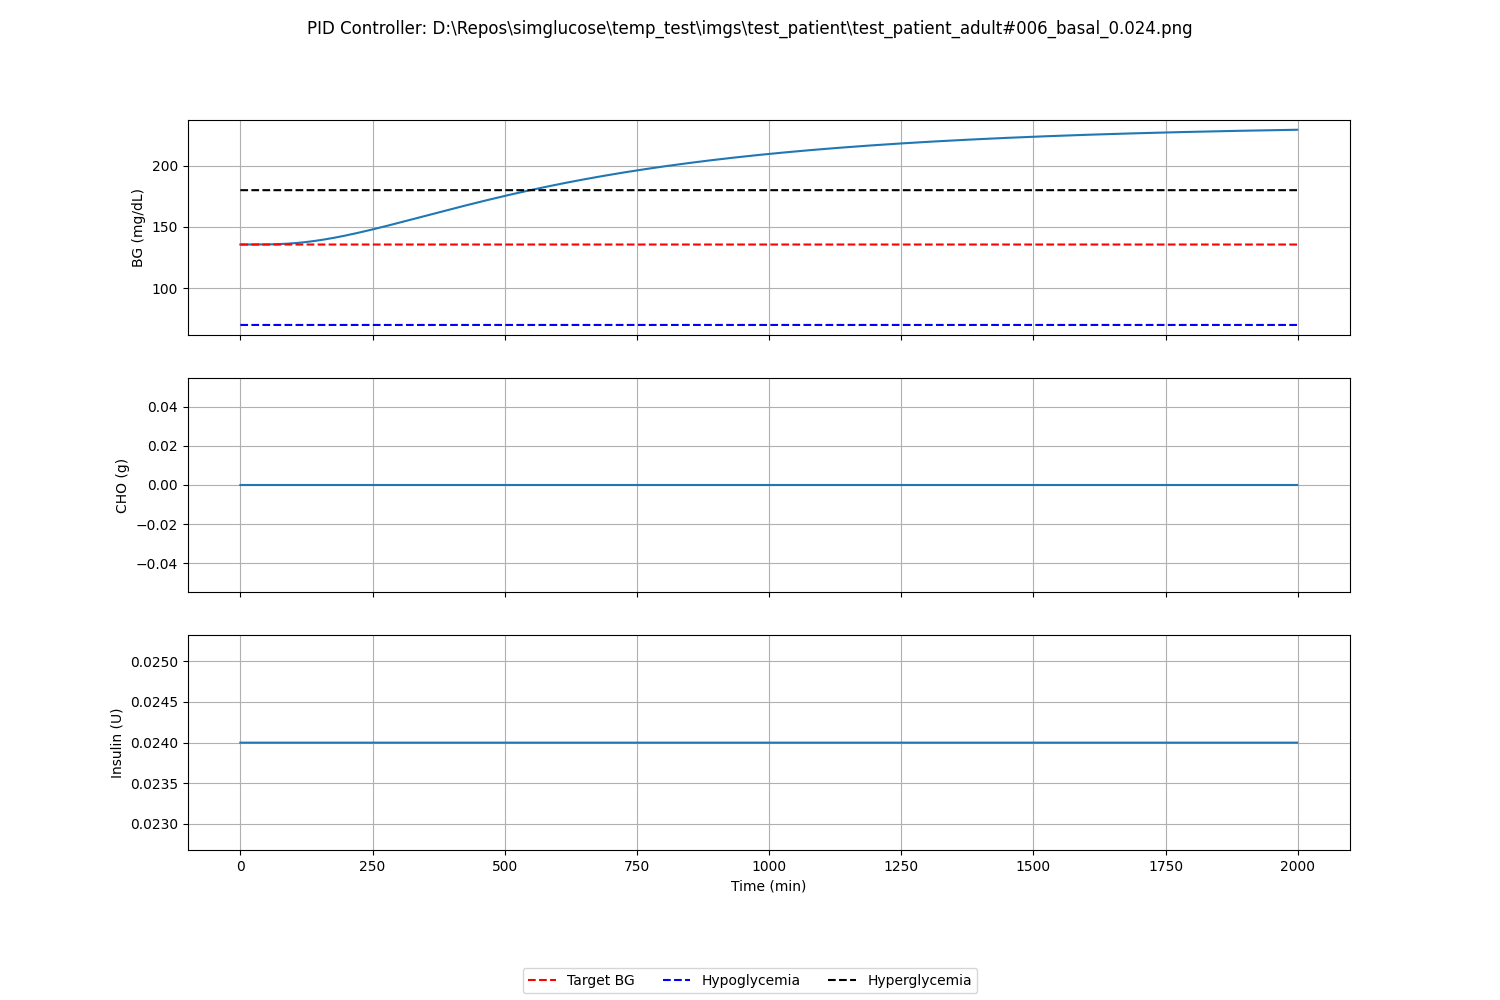 PID Controller: D:\Repos\simglucose\temp_test\imgs\test_patient\test_patient_adult#006_basal_0.024.png
200
150
100
BG (mg/dL)
0.04
0.02
0.00
−0.02
−0.04
CHO (g)
0.0250
0.0245
0.0240
0.0235
0.0230
Insulin (U)
0 250 500 750 1000 1250 1500 1750 2000
Time (min)
Target BG Hypoglycemia Hyperglycemia